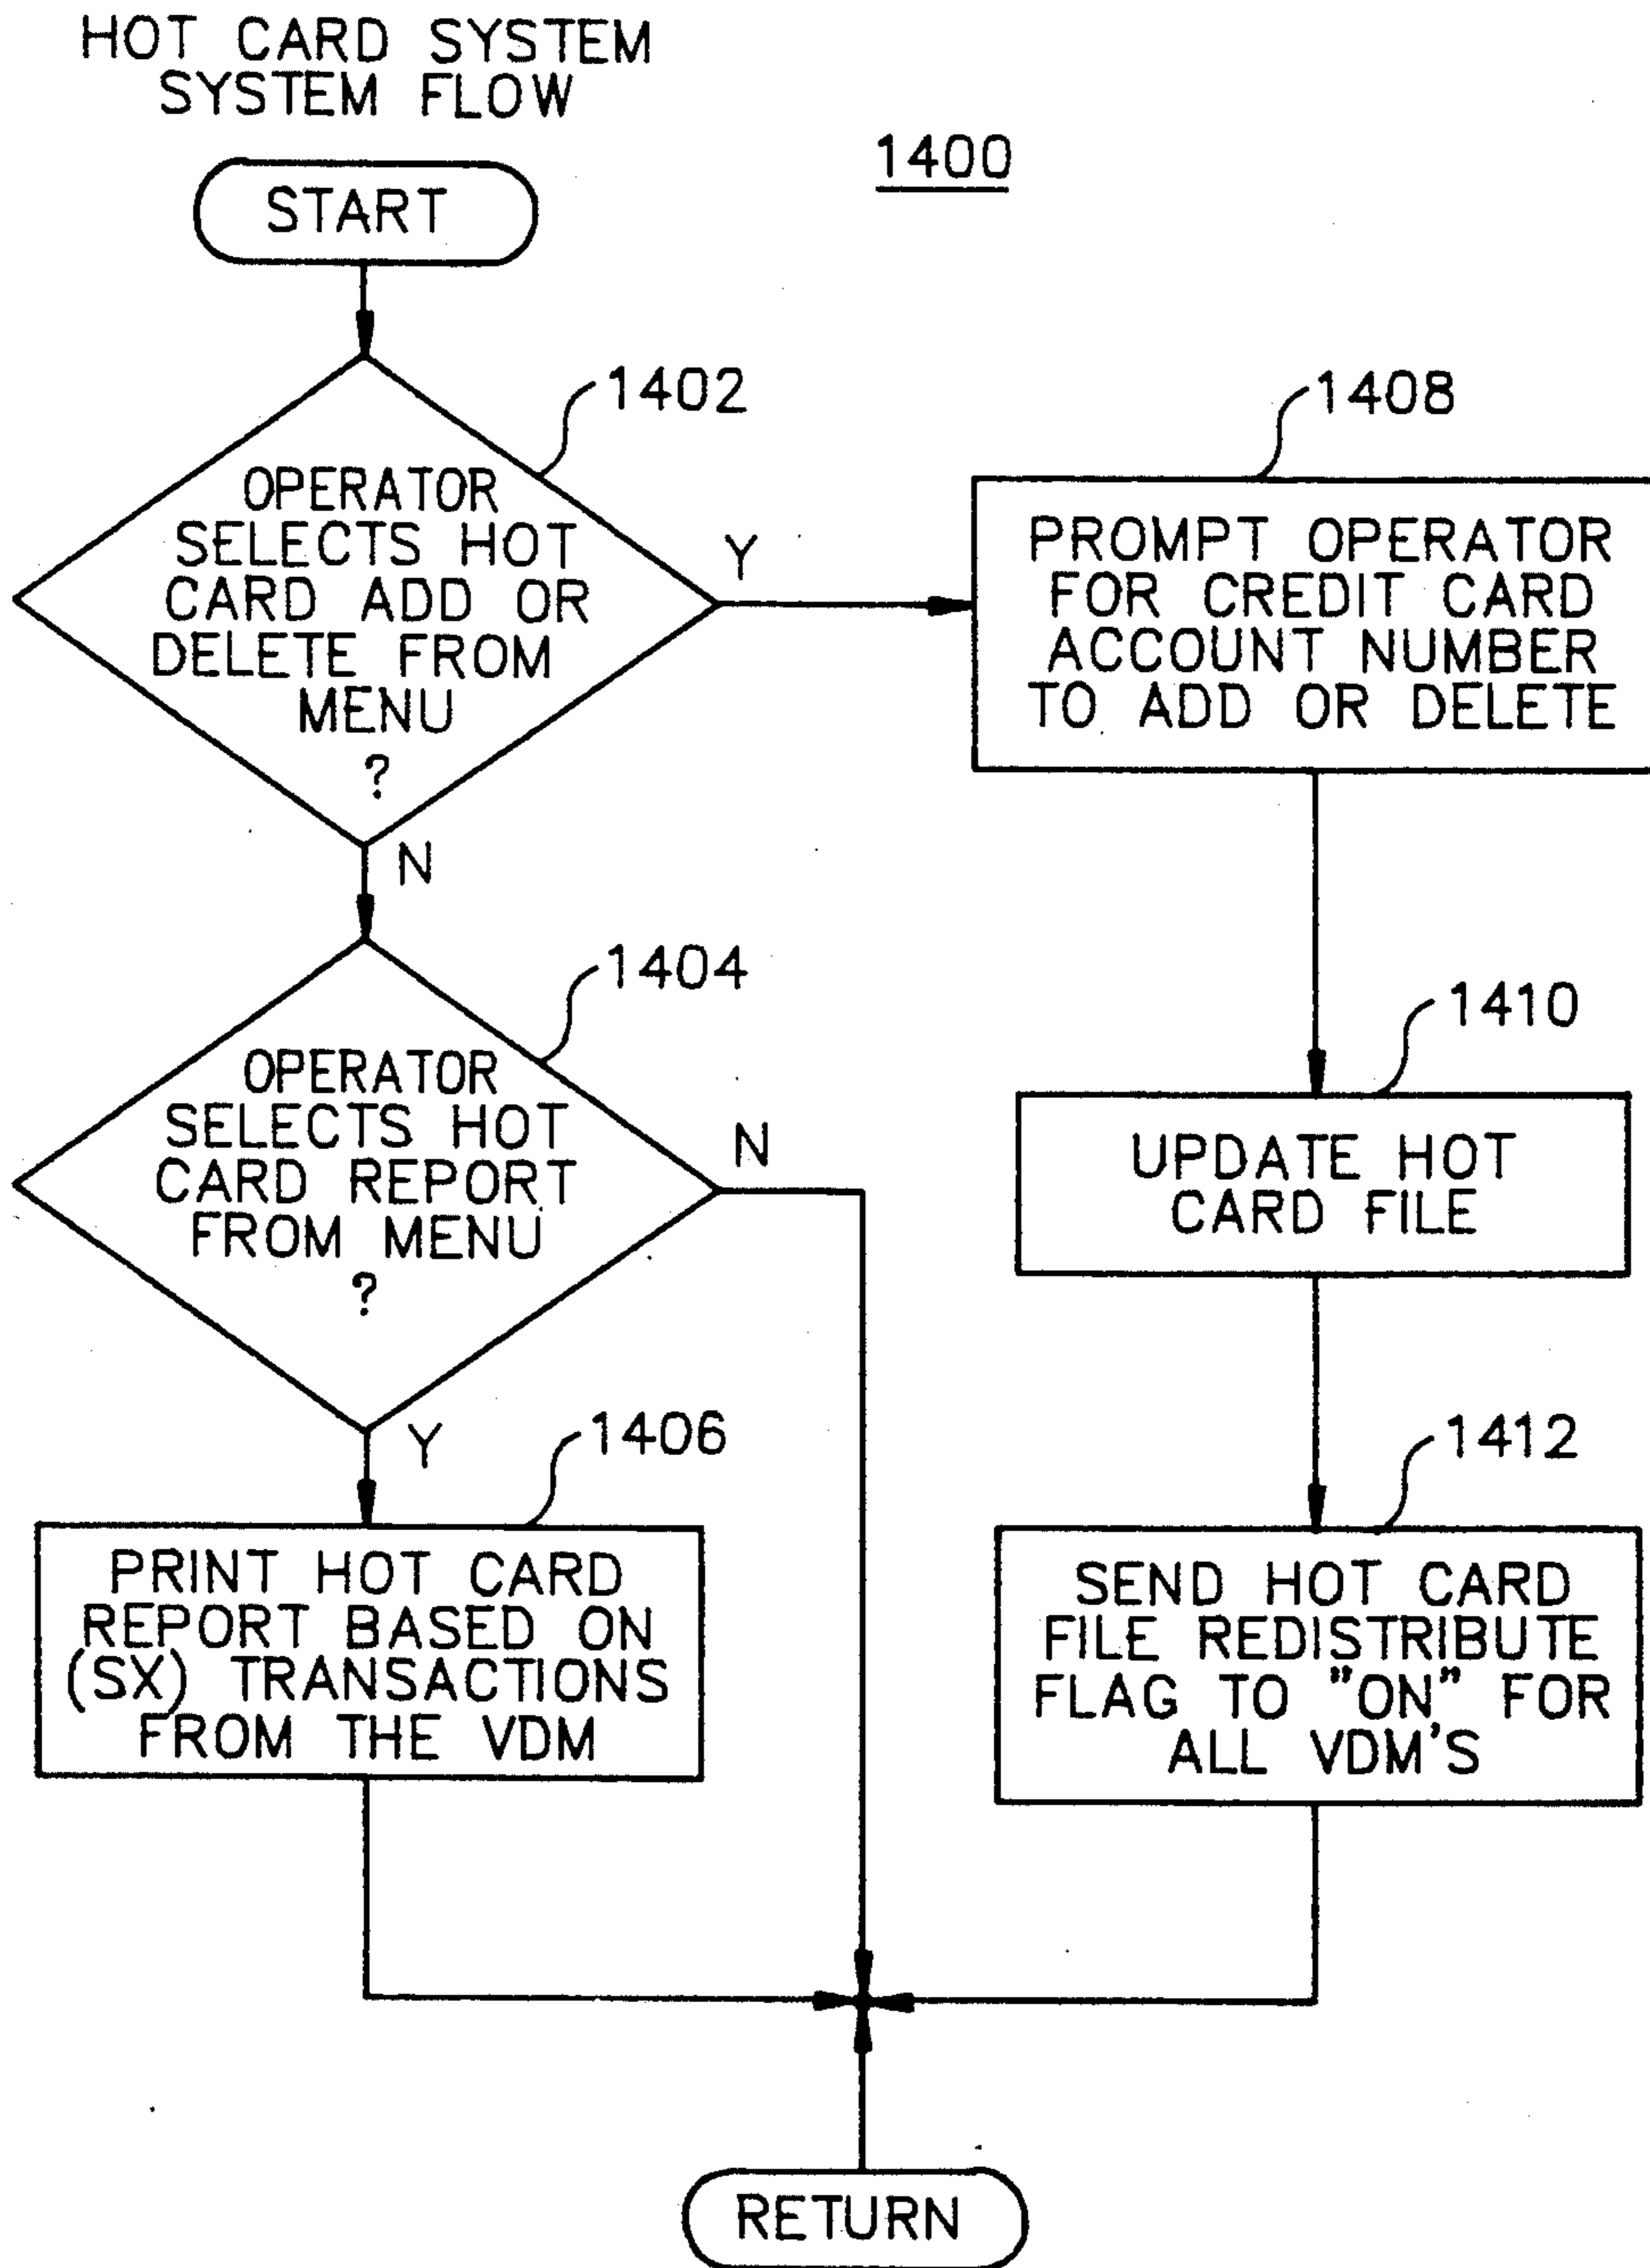 HOT CARD SYSTEM
SYSTEM FLOW
1400
START
1402
OPERATOR
SELECTS HOT
CARD ADD OR
DELETE FROM
MENU
?
Y
N
1408
PROMPT OPERATOR
FOR CREDIT CARD
ACCOUNT NUMBER
TO ADD OR DELETE
1404
OPERATOR
SELECTS HOT
CARD REPORT
FROM MENU
?
N
Y
1410
UPDATE HOT
CARD FILE
1406
PRINT HOT CARD
REPORT BASED ON
(SX) TRANSACTIONS
FROM THE VDM
1412
SEND HOT CARD
FILE REDISTRIBUTE
FLAG TO "ON" FOR
ALL VDM'S
RETURN